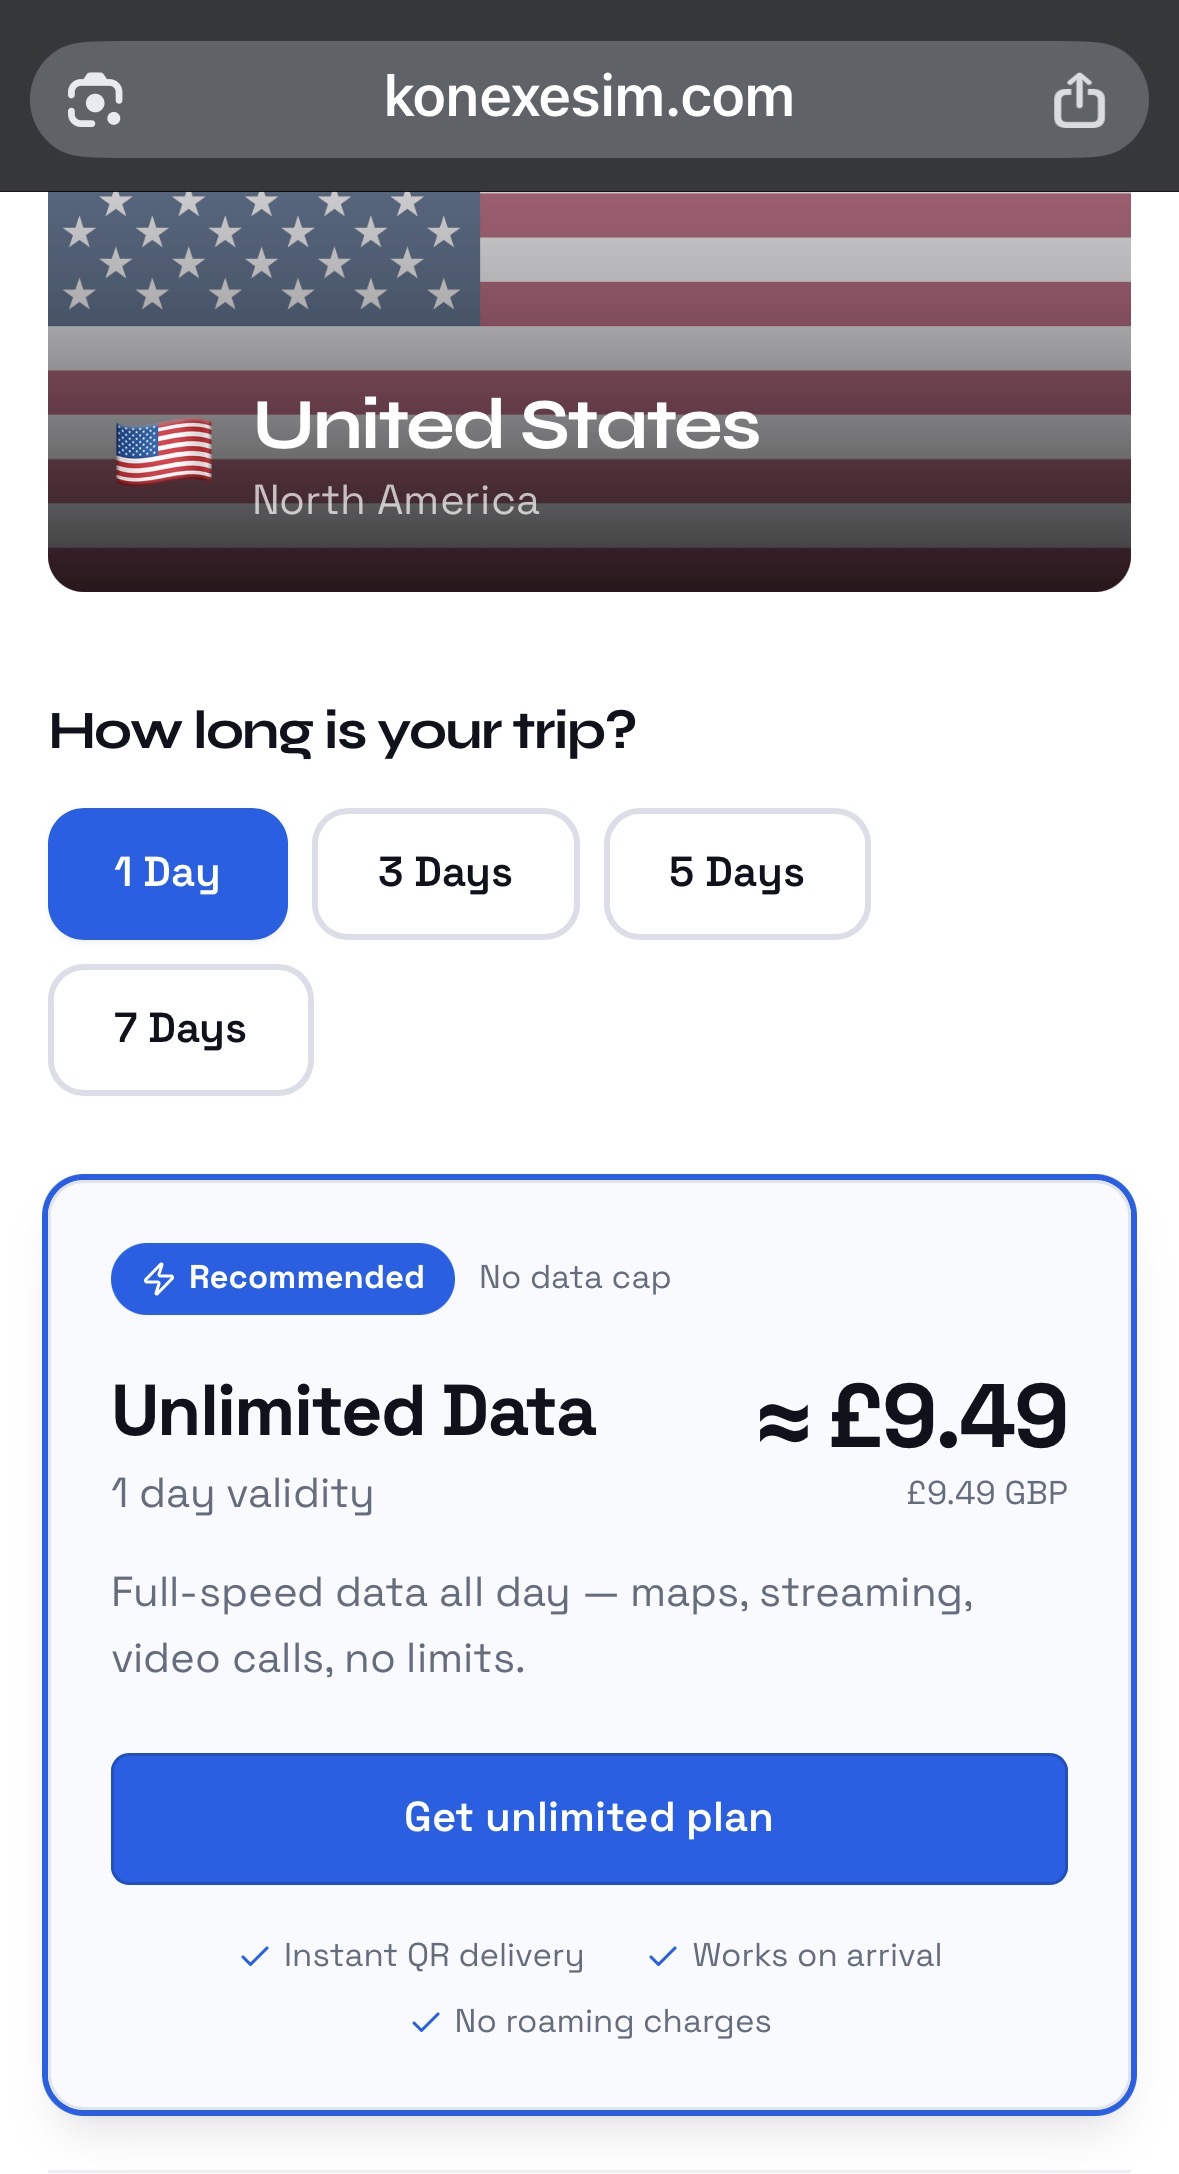 konexesim.com
United States
North America
How long is your trip?
1 Day
3 Days
5 Days
7 Days
Recommended
No data cap
Unlimited Data
≈ £9.49
1 day validity
£9.49 GBP
Full-speed data all day — maps, streaming,
video calls, no limits.
Get unlimited plan
Instant QR delivery
Works on arrival
No roaming charges